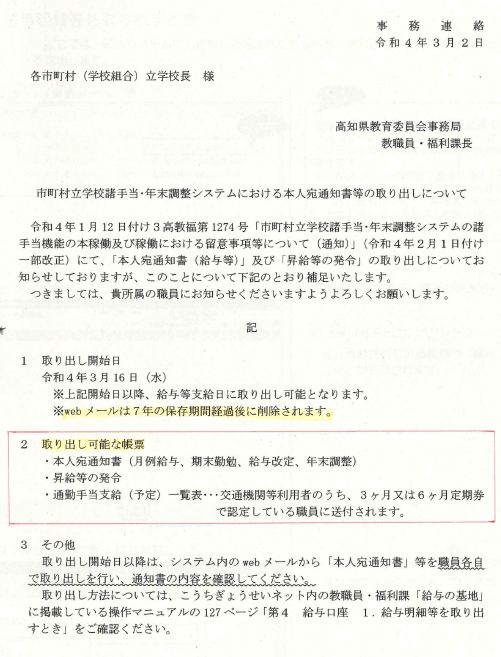 事務連絡
令和4年3月2日
各市町村（学校組合）立学校長　様
高知県教育委員会事務局
教職員・福利課長
市町村立学校諸手当・年末調整システムにおける本人宛通知書等の取り出しについて
令和4年1月12日付け3高教福第1274号「市町村立学校諸手当・年末調整システムの諸
手当機能の本稼働及び稼働における留意事項等について（通知）」（令和4年2月1日付け
一部改正）にて、「本人宛通知書（給与等）」及び「昇給等の発令」の取り出しについてお
知らせしておりますが、このことについて下記のとおり補足いたします。
つきましては、貴所属の職員にお知らせくださいますようよろしくお願いします。
記
1　取り出し開始日
令和4年3月16日（水）
※上記開始日以降、給与等支給日に取り出し可能となります。
※webメールは7年の保存期間経過後に削除されます。
2　取り出し可能な帳票
・本人宛通知書（月例給与、期末勤勉、給与改定、年末調整）
・昇給等の発令
・通勤手当支給（予定）一覧表･･･交通機関等利用者のうち、3ヶ月又は6ヶ月定期券
で認定している職員に送付されます。
3　その他
取り出し開始日以降は、システム内のwebメールから「本人宛通知書」等を職員各自
で取り出しを行い、通知書の内容を確認してください。
取り出し方法については、こうちぎょうせいネット内の教職員・福利課「給与の基地」
に掲載している操作マニュアルの127ページ「第4　給与口座　1．給与明細等を取り出
すとき」をご確認ください。